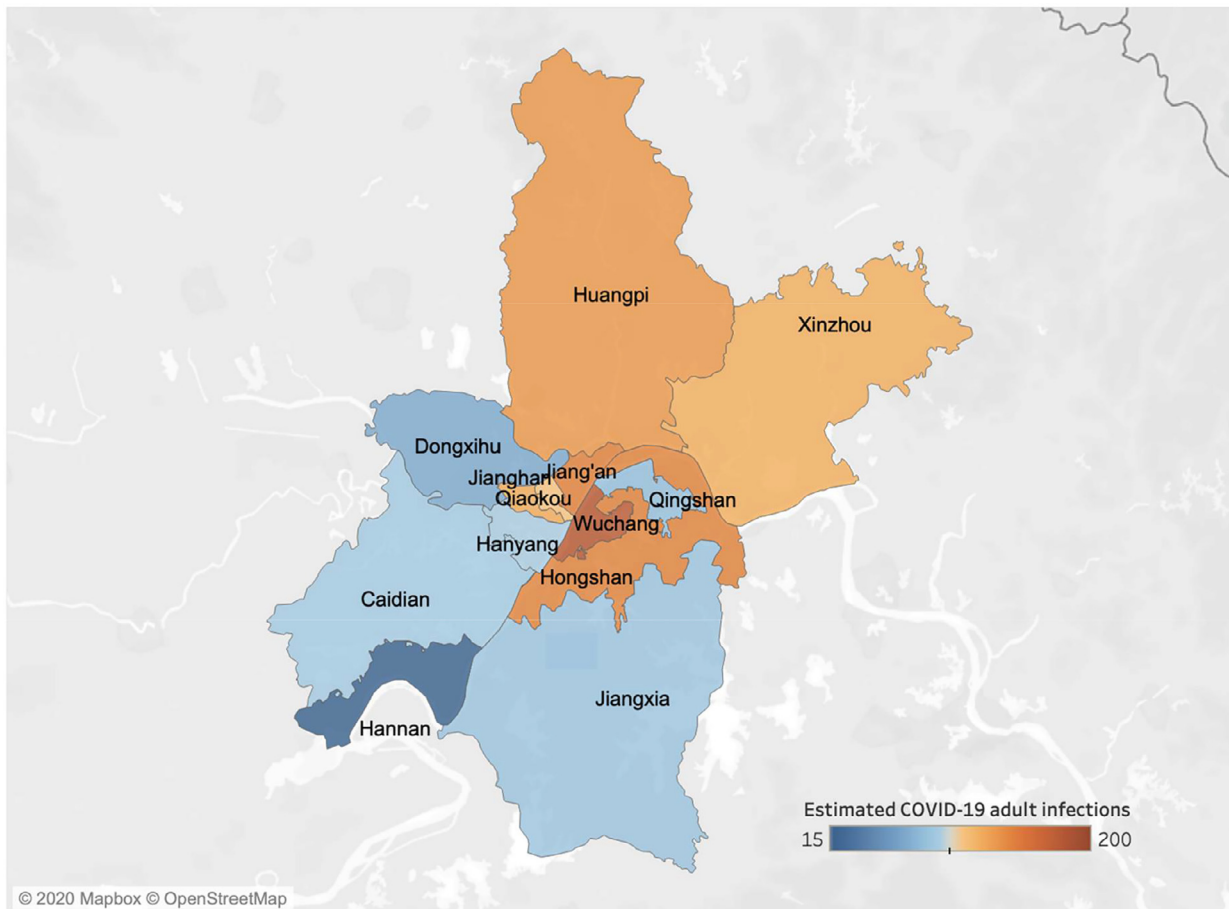 Huangpi
Xinzhou
Dongxihu
Jianghan
Jiang'an
Qiaokou
Qingshan
Wuchang
Hanyang
Hongshan
Caidian
Jiangxia
Hannan
Estimated COVID-19 adult infections
15 200
© 2020 Mapbox © OpenStreetMap